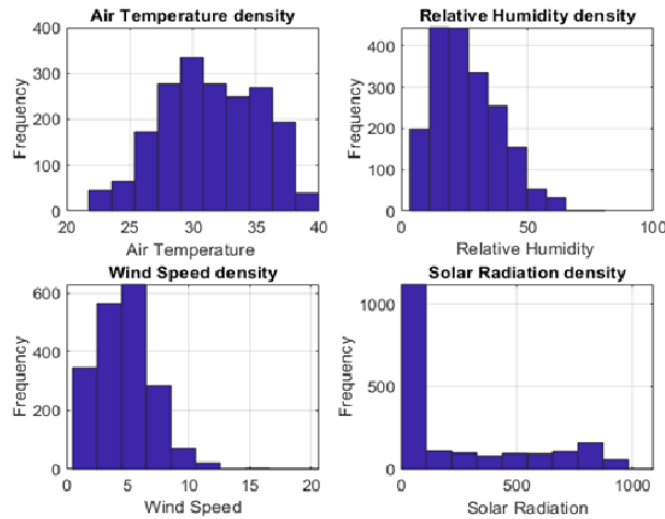 Air Temperature density
400
300
200
100
0
Frequency
20 25 30 35 40
Air Temperature
Relative Humidity density
400
300
200
100
0
Frequency
0 50 100
Relative Humidity
Wind Speed density
600
400
200
0
Frequency
0 5 10 15 20
Wind Speed
Solar Radiation density
1000
500
0
Frequency
0 500 1000
Solar Radiation